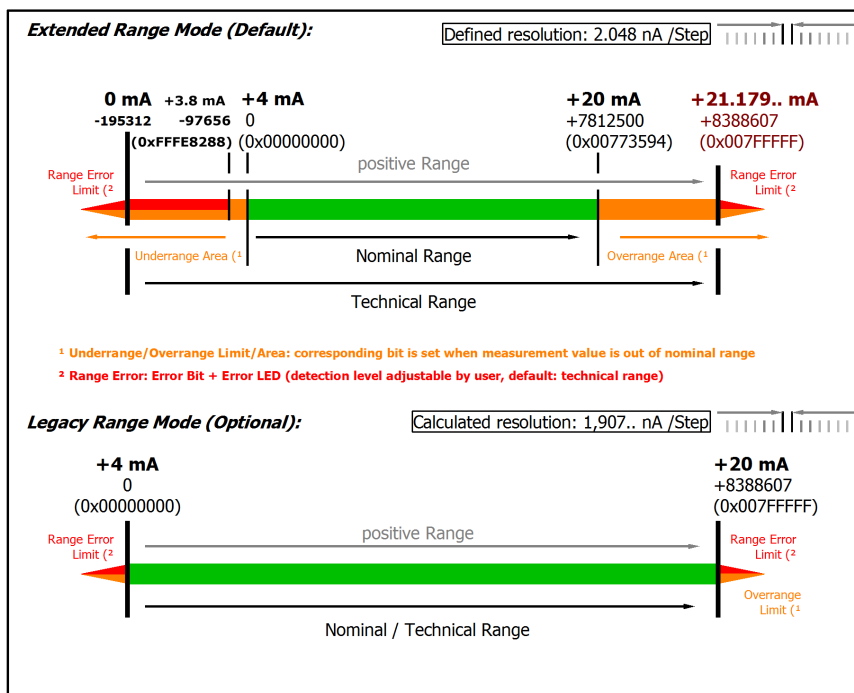 Extended Range Mode (Default):
Defined resolution: 2.048 nA /Step
0 mA +3.8 mA +4 mA +20 mA +21.179.. mA
-195312 -97656 0 +7812500 +8388607
(0xFFFE8288) (0x00000000) (0x00773594) (0x007FFFFF)
positive Range
Range Error
Limit (²
Range Error
Limit (²
Underrange Area (¹
Nominal Range
Overrange Area (¹
Technical Range
¹ Underrange/Overrange Limit/Area: corresponding bit is set when measurement value is out of nominal range
² Range Error: Error Bit + Error LED (detection level adjustable by user, default: technical range)
Legacy Range Mode (Optional):
Calculated resolution: 1,907.. nA /Step
+4 mA +20 mA
0 +8388607
(0x00000000) (0x007FFFFF)
positive Range
Range Error
Limit (²
Range Error
Limit (²
Overrange
Limit (¹
Nominal / Technical Range